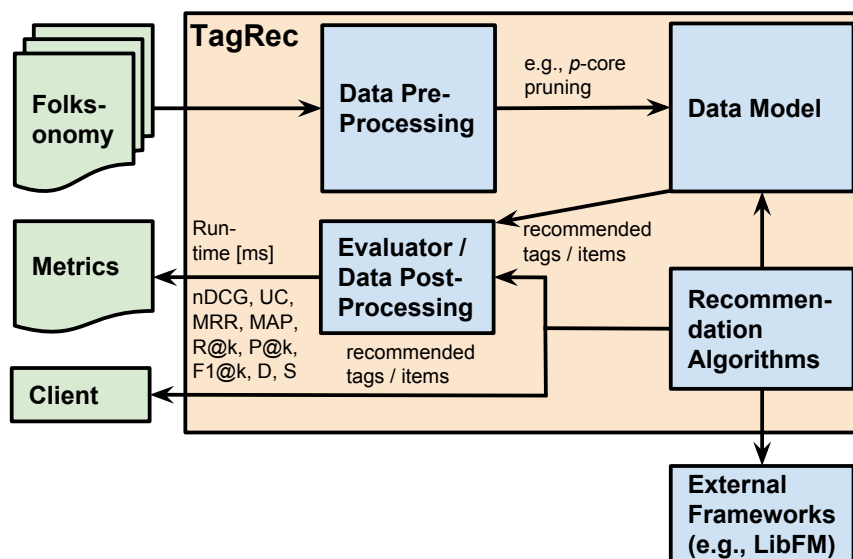 TagRec
Folks-
onomy
Data Pre-
Processing
e.g., p-core
pruning
Data Model
Metrics
Run-
time [ms]
nDCG, UC,
MRR, MAP,
R@k, P@k,
F1@k, D, S
Evaluator /
Data Post-
Processing
recommended
tags / items
recommended
tags / items
Recommen-
dation
Algorithms
Client
External
Frameworks
(e.g., LibFM)